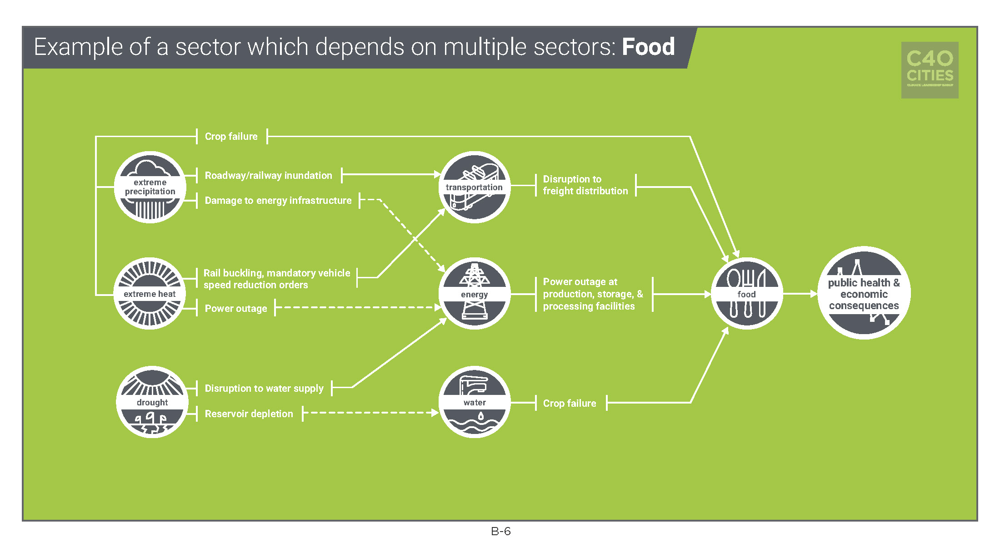 Example of a sector which depends on multiple sectors: Food
C40
CITIES
CLIMATE LEADERSHIP GROUP
Crop failure
extreme
precipitation
Roadway/railway inundation
Damage to energy infrastructure
transportation
Disruption to
freight distribution
extreme heat
Rail buckling, mandatory vehicle
speed reduction orders
Power outage
energy
Power outage at
production, storage, &
processing facilities
food
public health &
economic
consequences
drought
Disruption to water supply
Reservoir depletion
water
Crop failure
B-6